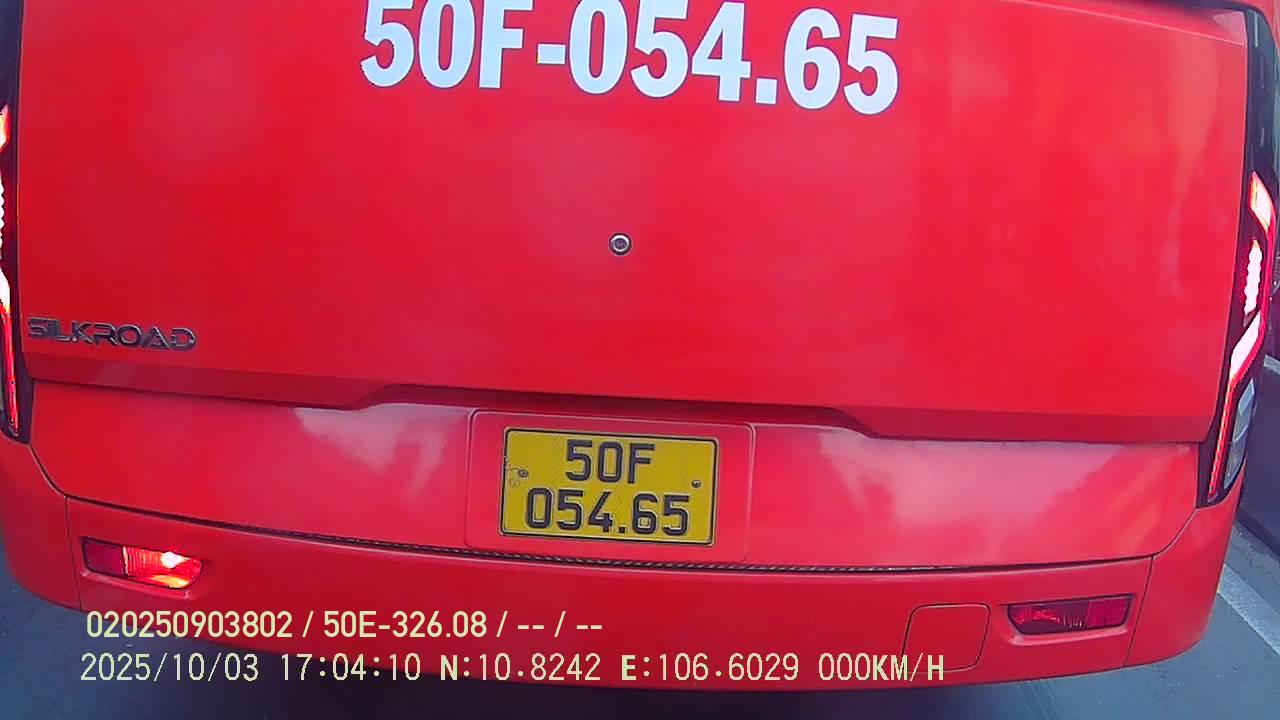 50F-054.65
SILKROAD
50F
054.65
020250903802 / 50E-326.08 / -- / --
2025/10/03 17:04:10 N:10.8242 E:106.6029 000KM/H